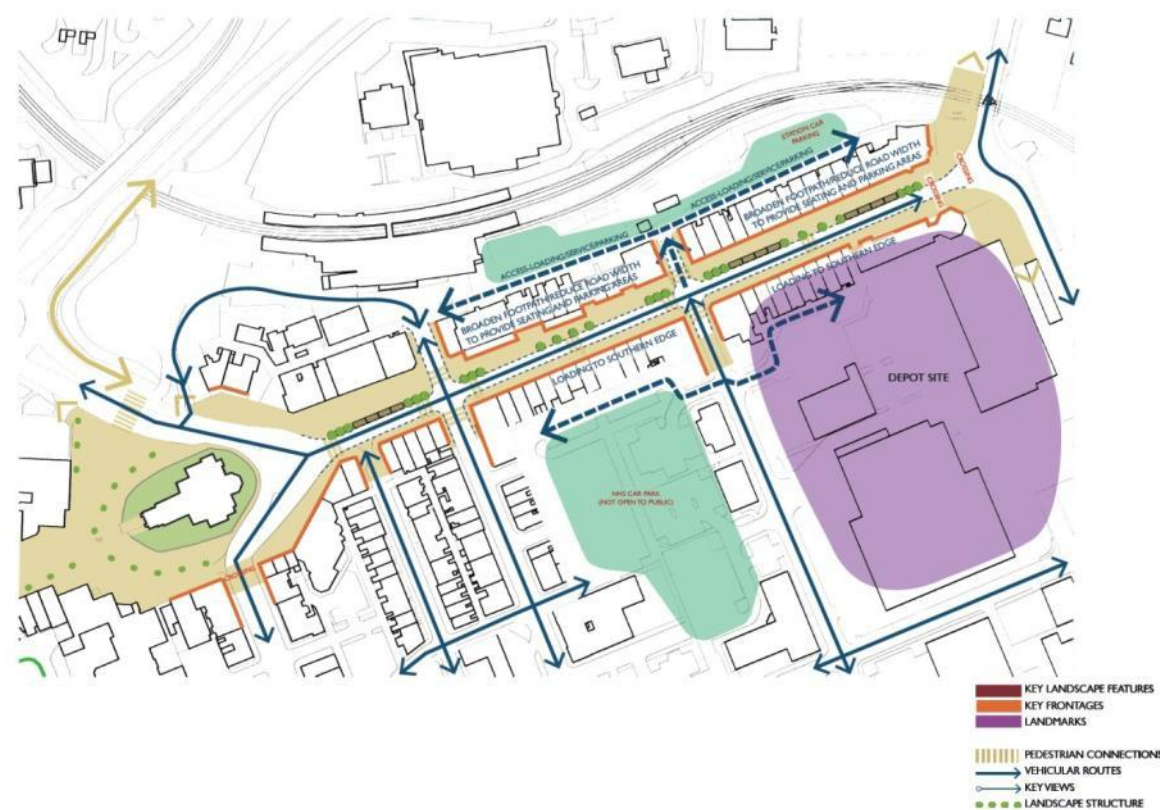 STATION CAR
PARKING
ACCESS-LOADING/SERVICE/PARKING
BROADEN FOOTPATH/REDUCE ROAD WIDTH
TO PROVIDE SEATING AND PARKING AREAS
CROSSING
CROSSING
ACCESS-LOADING/SERVICE/PARKING
BROADEN FOOTPATH/REDUCE ROAD WIDTH
TO PROVIDE SEATING AND PARKING AREAS
LOADING TO SOUTHERN EDGE
LOADING TO SOUTHERN EDGE
DEPOT SITE
NHS CAR-PARK
(NOT OPEN TO PUBLIC)
CROSSING
KEY LANDSCAPE FEATURES
KEY FRONTAGES
LANDMARKS
PEDESTRIAN CONNECTIONS
VEHICULAR ROUTES
KEY VIEWS
LANDSCAPE STRUCTURE